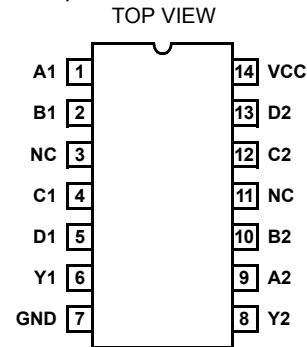 TOP VIEW
A1 1 14 VCC
B1 2 13 D2
NC 3 12 C2
C1 4 11 NC
D1 5 10 B2
Y1 6 9 A2
GND 7 8 Y2